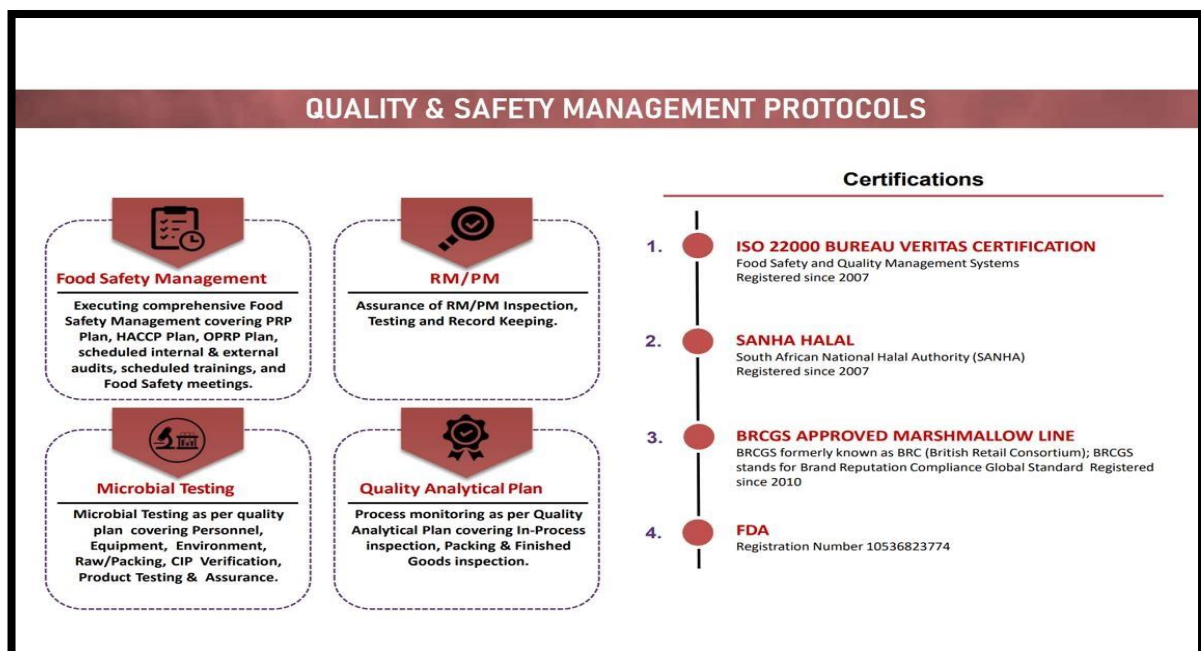 QUALITY & SAFETY MANAGEMENT PROTOCOLS
Food Safety Management
Executing comprehensive Food
Safety Management covering PRP
Plan, HACCP Plan, OPRP Plan,
scheduled internal & external
audits, scheduled trainings, and
Food Safety meetings.
RM/PM
Assurance of RM/PM Inspection,
Testing and Record Keeping.
Microbial Testing
Microbial Testing as per quality
plan covering Personnel,
Equipment, Environment,
Raw/Packing, CIP Verification,
Product Testing & Assurance.
Quality Analytical Plan
Process monitoring as per Quality
Analytical Plan covering In-Process
inspection, Packing & Finished
Goods inspection.
Certifications
1. ISO 22000 BUREAU VERITAS CERTIFICATION
Food Safety and Quality Management Systems
Registered since 2007
2. SANHA HALAL
South African National Halal Authority (SANHA)
Registered since 2007
3. BRCGS APPROVED MARSHMALLOW LINE
BRCGS formerly known as BRC (British Retail Consortium); BRCGS
stands for Brand Reputation Compliance Global Standard Registered
since 2010
4. FDA
Registration Number 10536823774